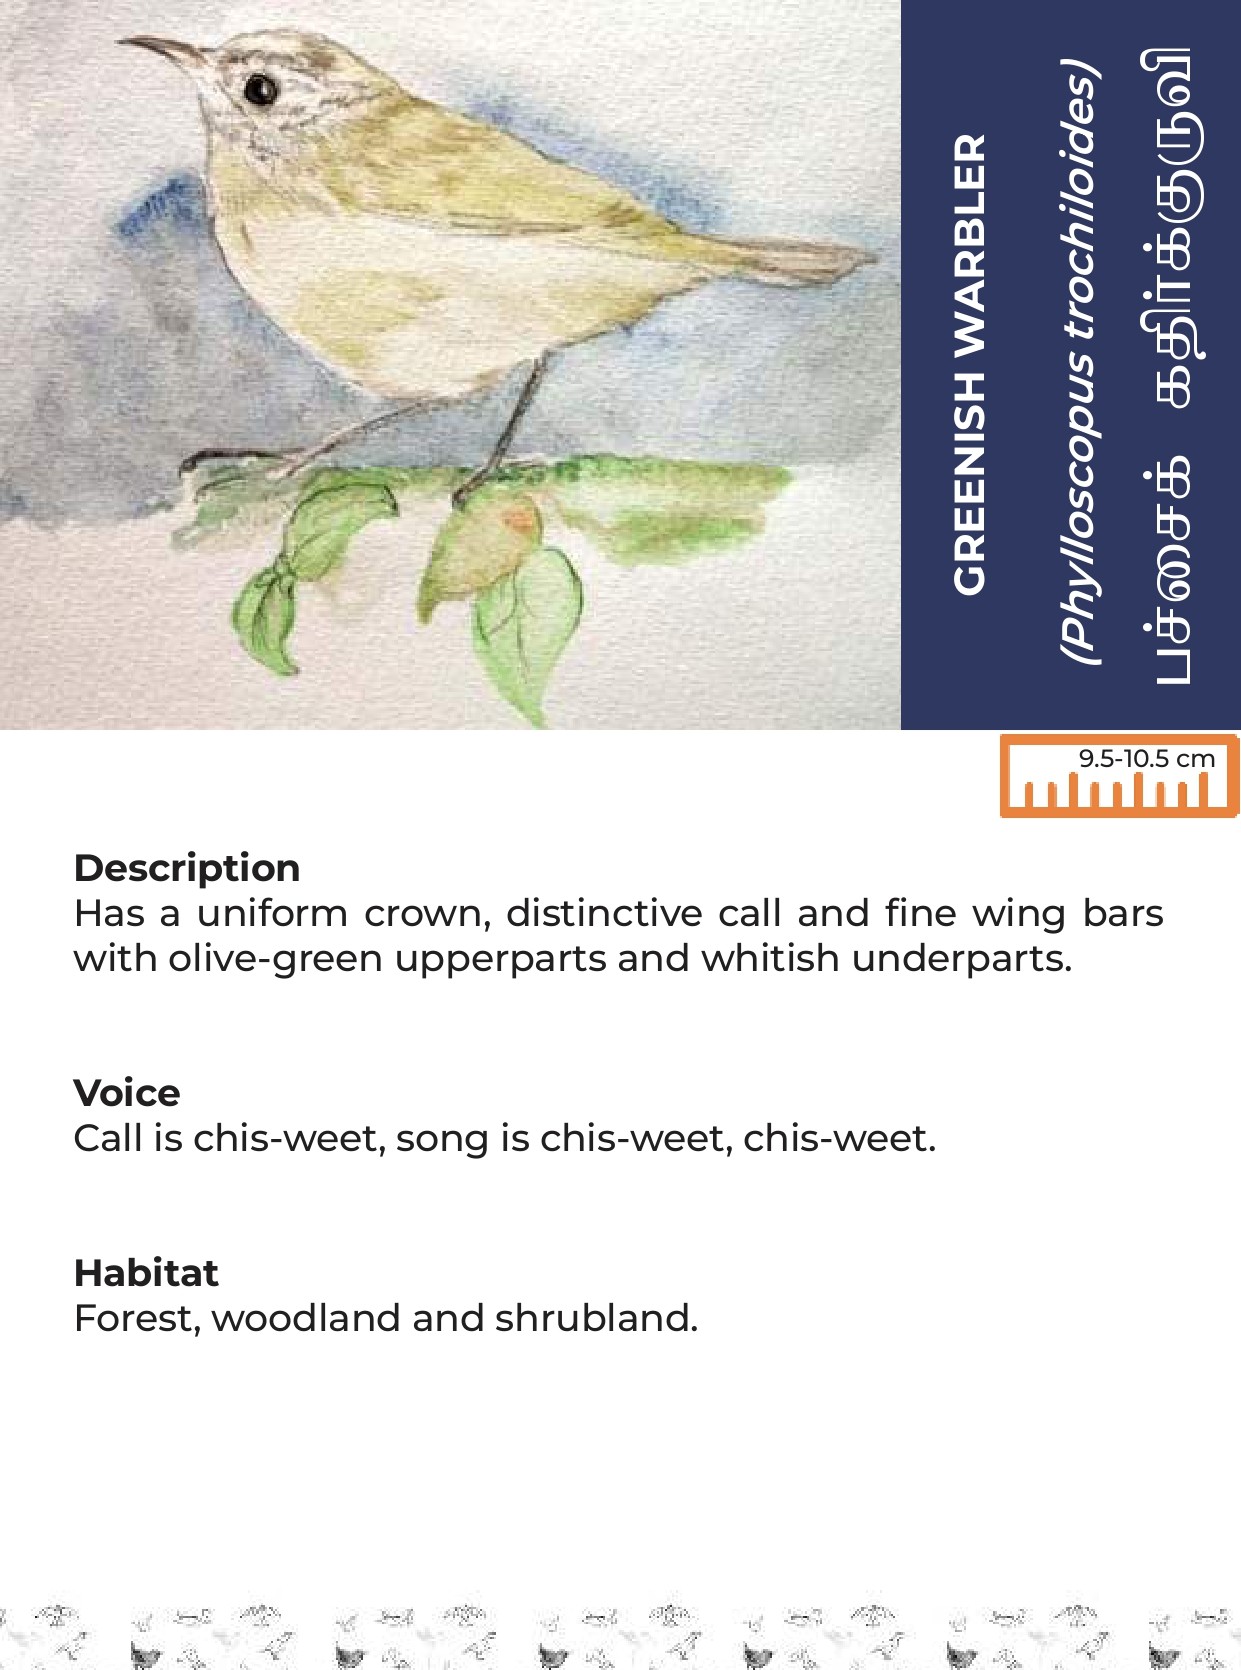 GREENISH WARBLER
(Phylloscopus trochiloides)
பச்சைக் கதிர்க்குருவி
9.5-10.5 cm
Description
Has a uniform crown, distinctive call and fine wing bars
with olive-green upperparts and whitish underparts.
Voice
Call is chis-weet, song is chis-weet, chis-weet.
Habitat
Forest, woodland and shrubland.